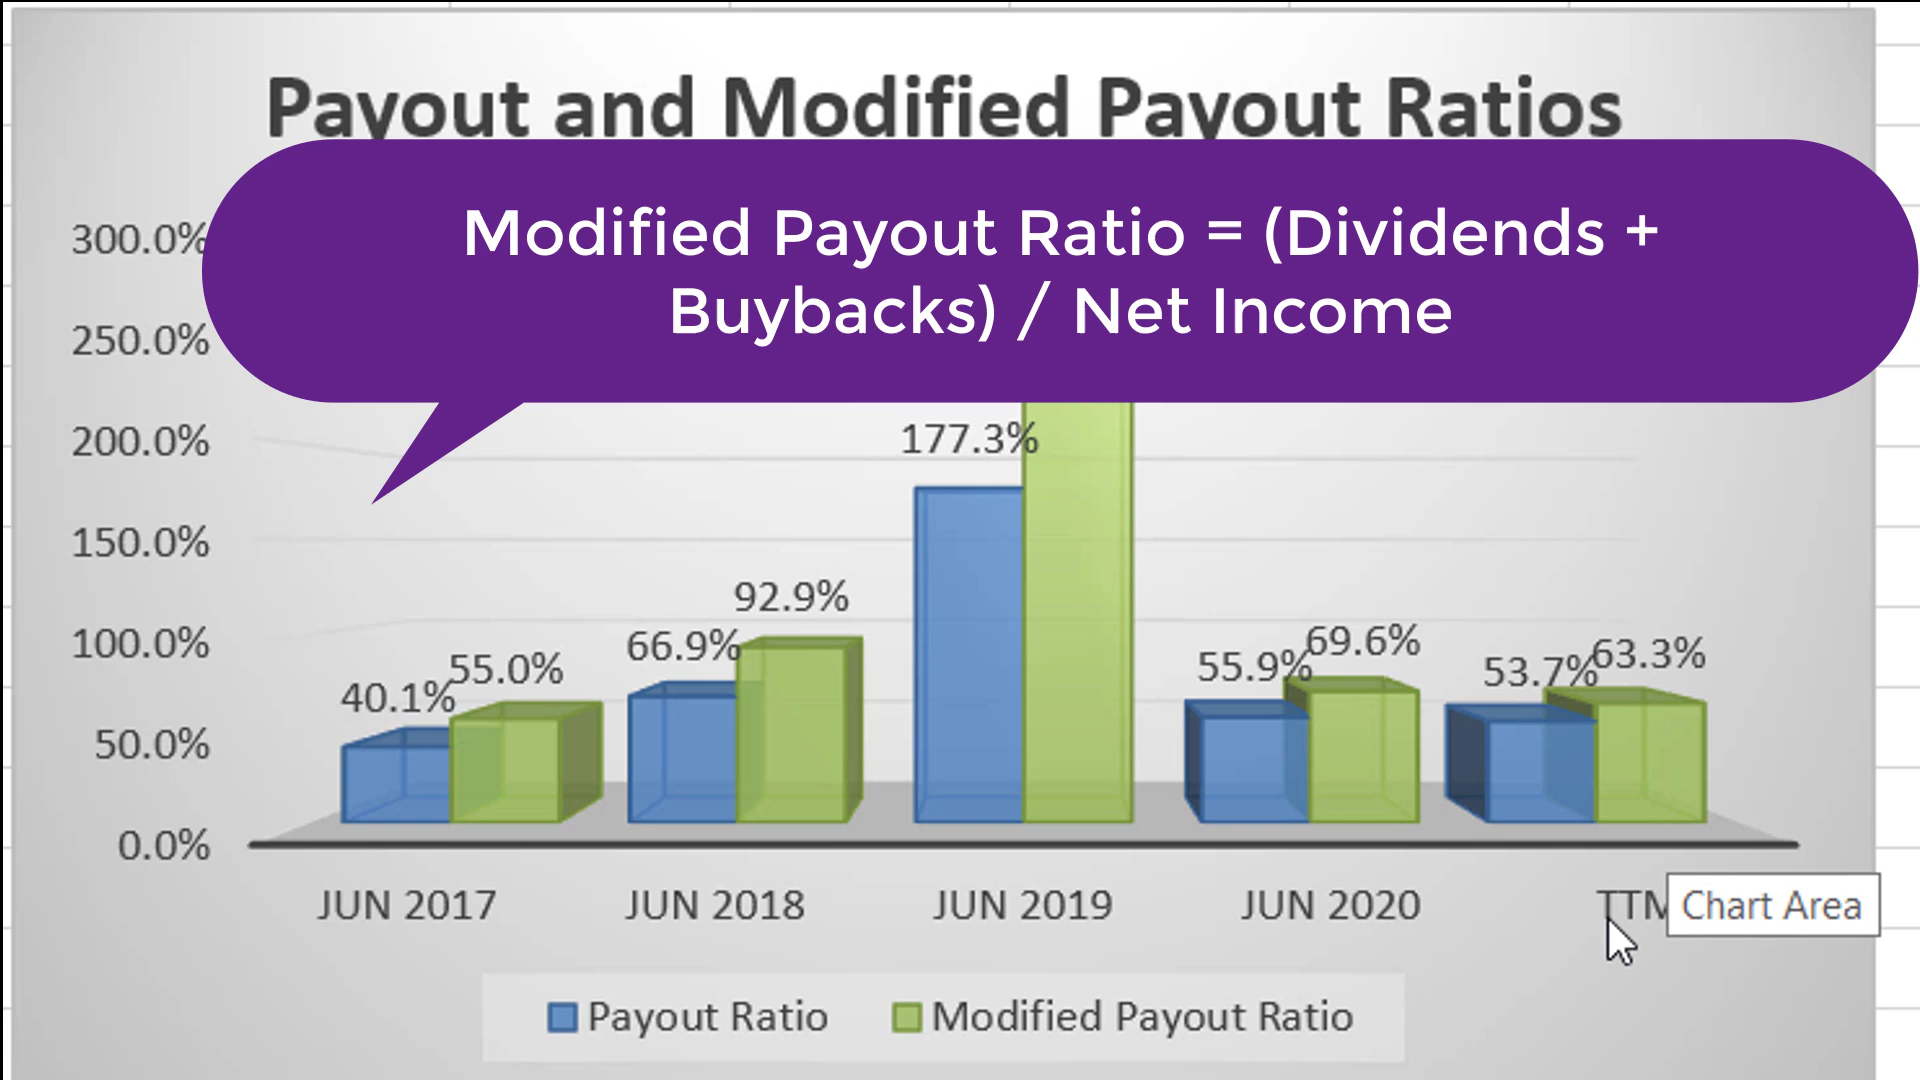 Payout and Modified Payout Ratios
Modified Payout Ratio = (Dividends +
Buybacks) / Net Income
300.0%
250.0%
200.0%
150.0%
100.0%
50.0%
0.0%
40.1%
55.0%
66.9%
92.9%
177.3%
55.9%
69.6%
53.7%
63.3%
JUN 2017
JUN 2018
JUN 2019
JUN 2020
TTM
Chart Area
Payout Ratio
Modified Payout Ratio